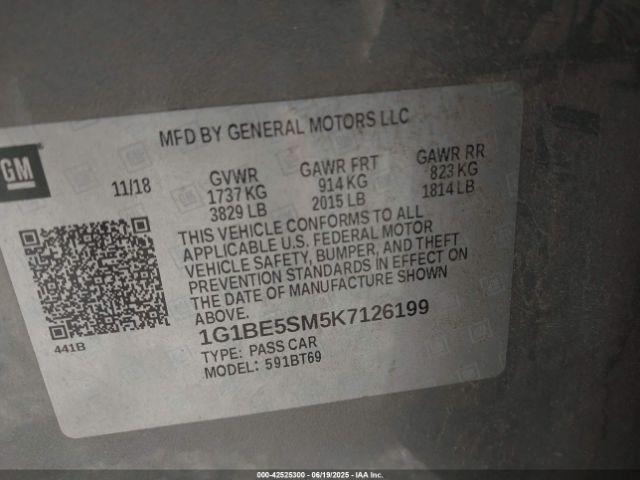 MFD BY GENERAL MOTORS LLC
GM
11/18
GVWR
1737 KG
3829 LB
GAWR FRT
914 KG
2015 LB
GAWR RR
823 KG
1814 LB
THIS VEHICLE CONFORMS TO ALL
APPLICABLE U.S. FEDERAL MOTOR
VEHICLE SAFETY, BUMPER, AND THEFT
PREVENTION STANDARDS IN EFFECT ON
THE DATE OF MANUFACTURE SHOWN
ABOVE.
1G1BE5SM5K7126199
TYPE: PASS CAR
MODEL: 591BT69
441B
000-42525300 - 06/19/2025 - IAA Inc.